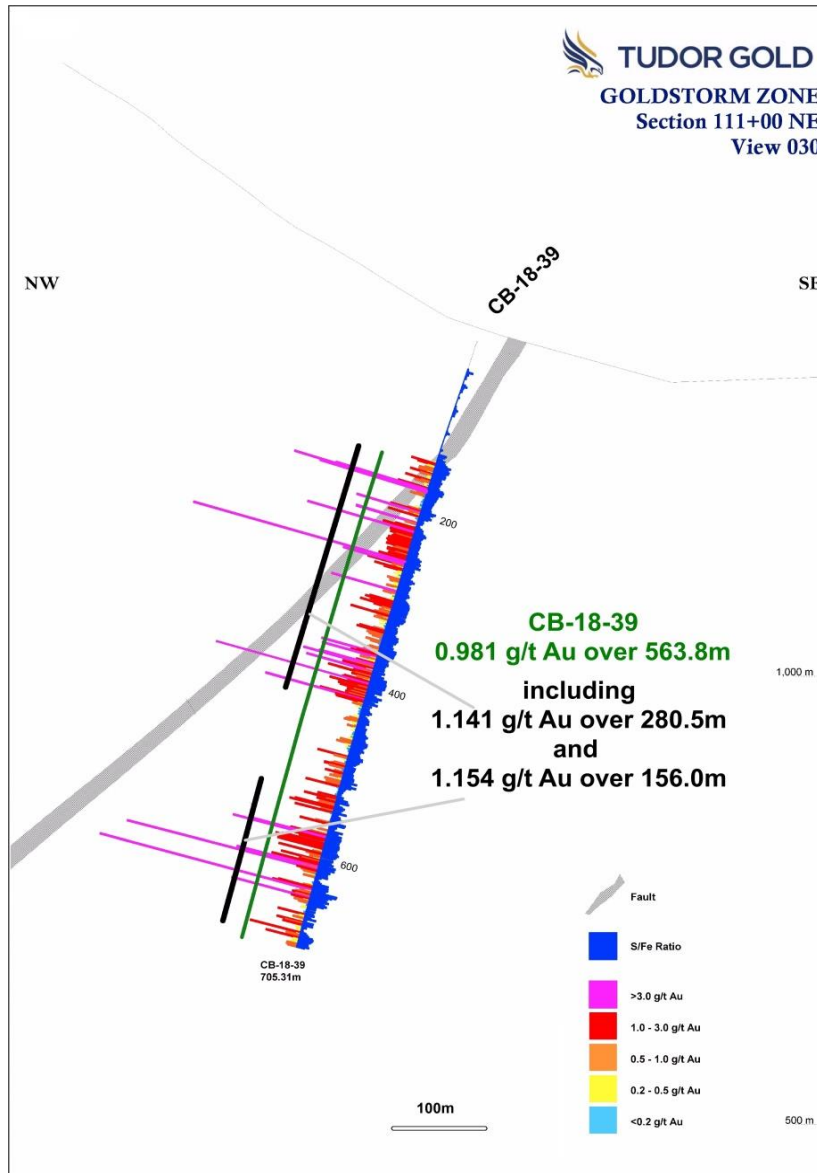 TUDOR GOLD
GOLDSTORM ZONE
Section 111+00 NE
View 030
NW
CB-18-39
200
CB-18-39
0.981 g/t Au over 563.8m
including
1.141 g/t Au over 280.5m
and
1.154 g/t Au over 156.0m
1,000 m
400
600
CB-18-39
705.31m
Fault
S/Fe Ratio
>3.0 g/t Au
1.0 - 3.0 g/t Au
0.5 - 1.0 g/t Au
0.2 - 0.5 g/t Au
<0.2 g/t Au
100m
500 m